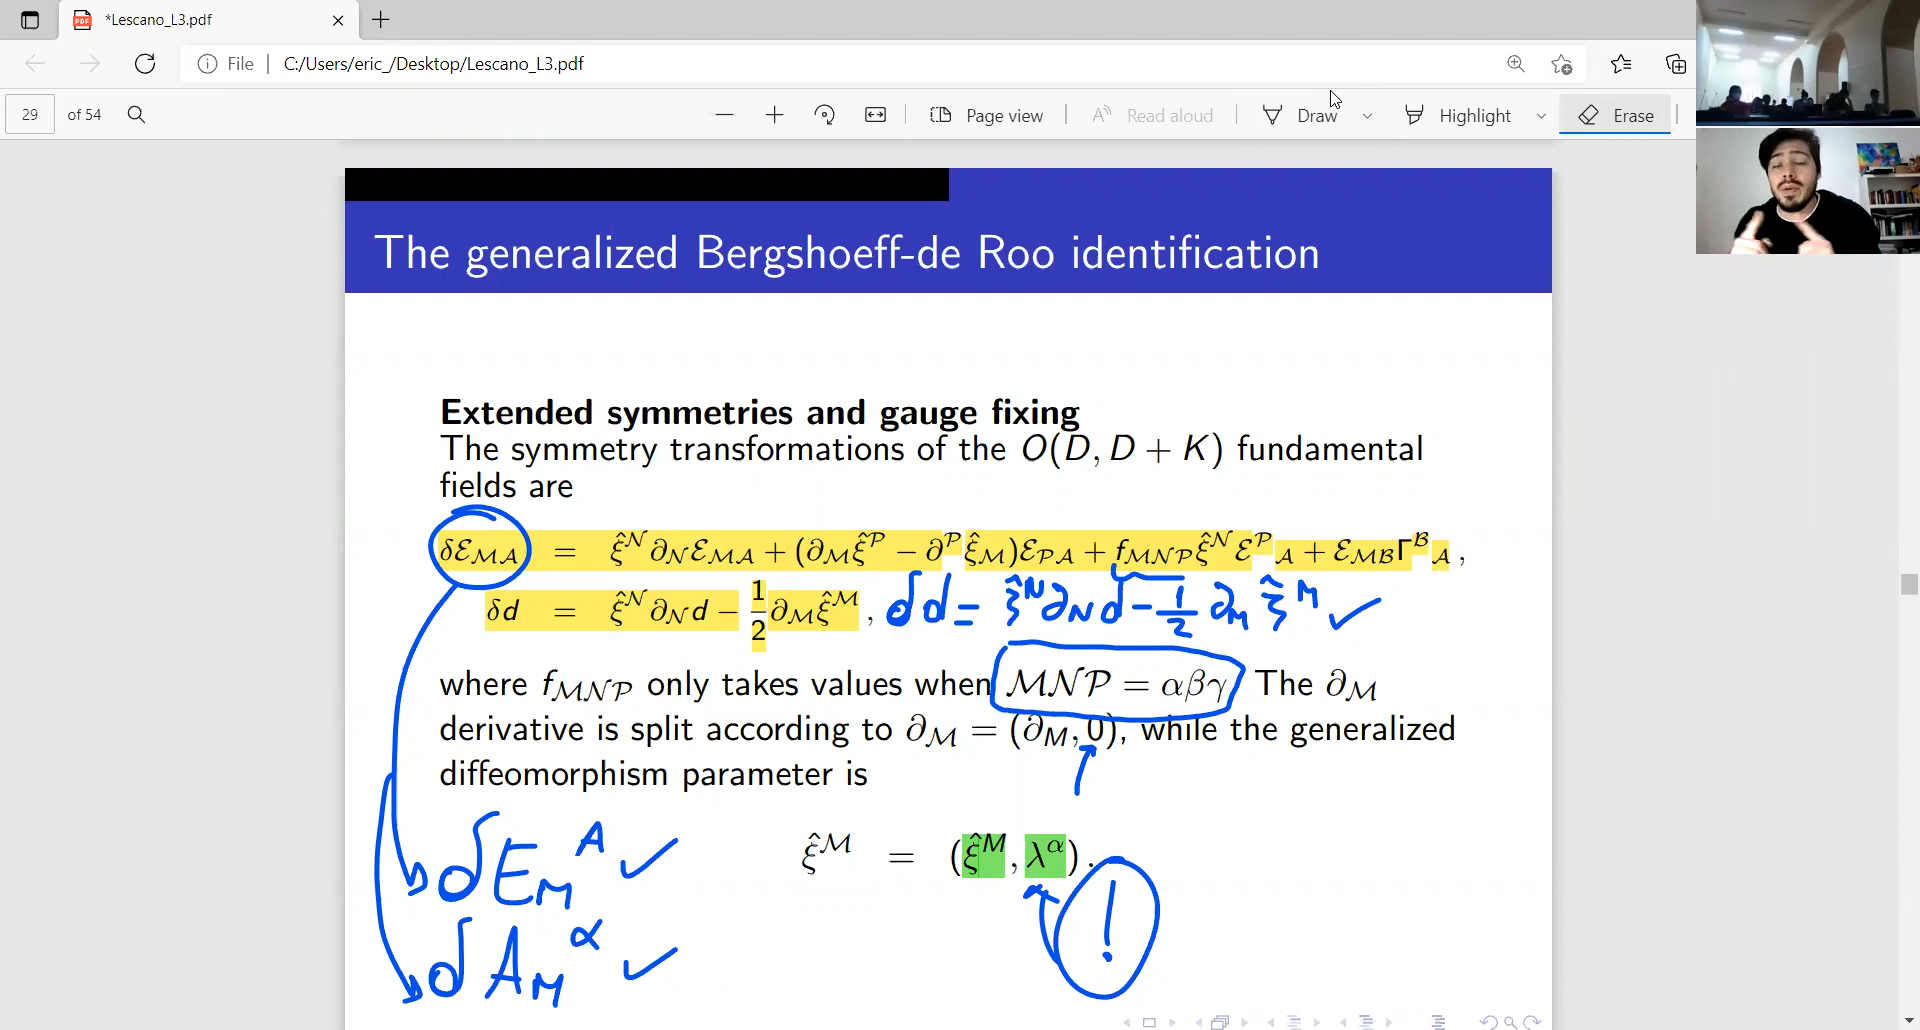 *Lescano_L3.pdf
File | C:/Users/eric_/Desktop/Lescano_L3.pdf
29 of 54 Page view Read aloud Draw Highlight Erase
The generalized Bergshoeff-de Roo identification
Extended symmetries and gauge fixing
The symmetry transformations of the O(D, D + K) fundamental
fields are
δℰ_{ℳA} = ξ̂^𝒩 ∂_𝒩 ℰ_{ℳA} + (∂_ℳ ξ̂^𝒫 − ∂^𝒫 ξ̂_ℳ)ℰ_{𝒫A} + f_{ℳ𝒩𝒫} ξ̂^𝒩 ℰ^𝒫_A + ℰ_{ℳℬ} Γ^ℬ_A ,
δd = ξ̂^𝒩 ∂_𝒩 d − 1/2 ∂_ℳ ξ̂^ℳ , δd = ξ̂^N ∂_N d − 1/2 ∂_M ξ̂^M ✓
where f_{ℳ𝒩𝒫} only takes values when ℳ𝒩𝒫 = αβγ The ∂_ℳ
derivative is split according to ∂_ℳ = (∂_M, 0), while the generalized
diffeomorphism parameter is
ξ̂^ℳ = (ξ̂^M, λ^α).
δE_M^A ✓
!
δA_M^α ✓